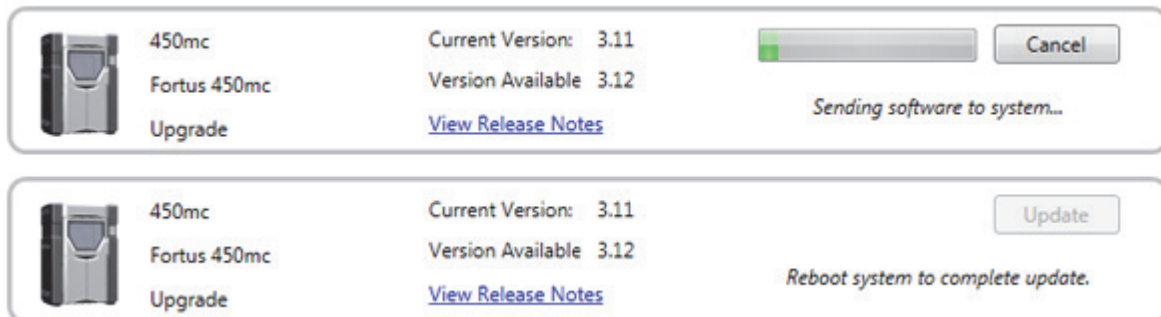 450mc
Current Version: 3.11
Cancel
Fortus 450mc
Version Available 3.12
Sending software to system...
Upgrade
View Release Notes
450mc
Current Version: 3.11
Update
Fortus 450mc
Version Available 3.12
Reboot system to complete update.
Upgrade
View Release Notes